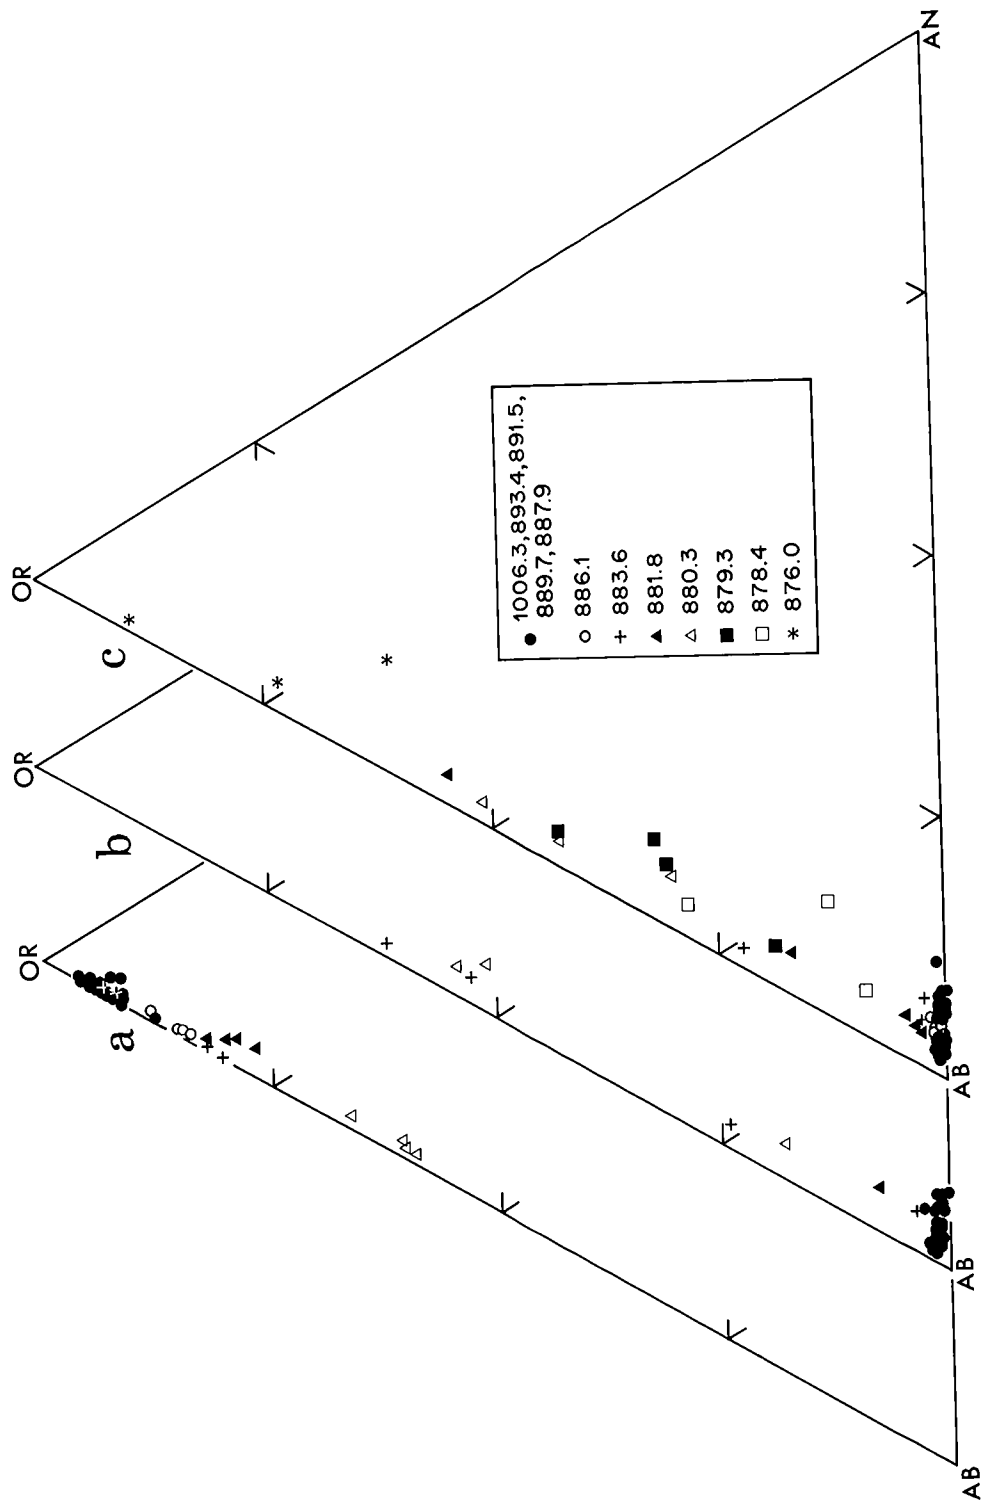 OR
OR
OR
a
b
c
1006.3,893.4,891.5,
889.7,887.9
886.1
883.6
881.8
880.3
879.3
878.4
876.0
AB
AB
AB
AN